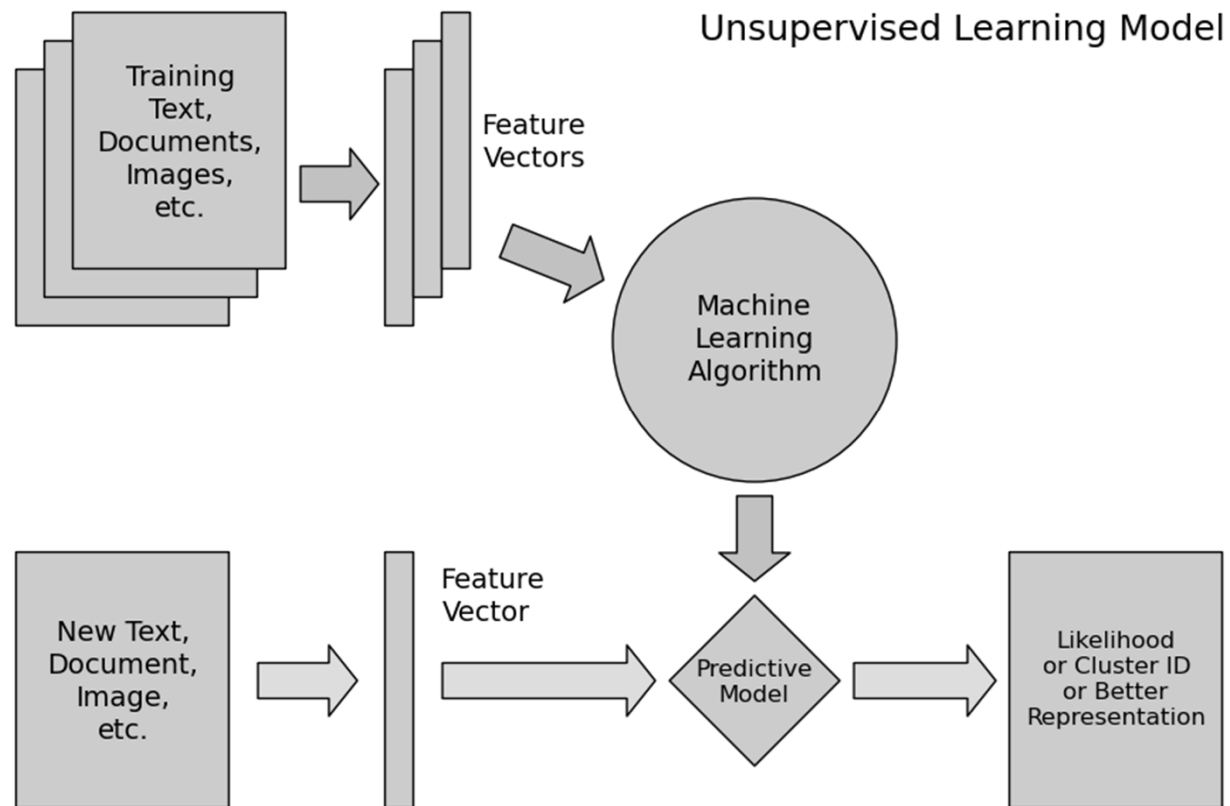 Unsupervised Learning Model
Training
Text,
Documents,
Images,
etc.
Feature
Vectors
Machine
Learning
Algorithm
New Text,
Document,
Image,
etc.
Feature
Vector
Predictive
Model
Likelihood
or Cluster ID
or Better
Representation